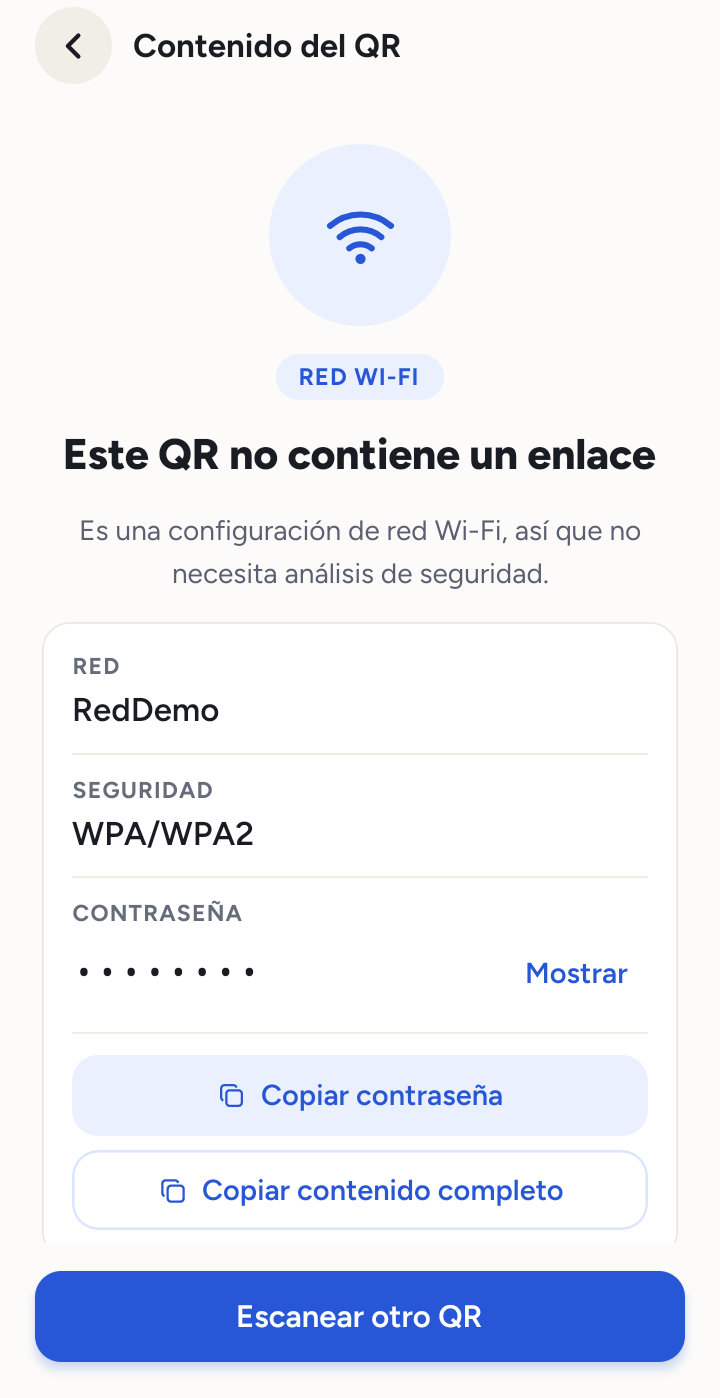 Contenido del QR
RED WI-FI
Este QR no contiene un enlace
Es una configuración de red Wi-Fi, así que no
necesita análisis de seguridad.
RED
RedDemo
SEGURIDAD
WPA/WPA2
CONTRASEÑA
•••••••• Mostrar
Copiar contraseña
Copiar contenido completo
Escanear otro QR